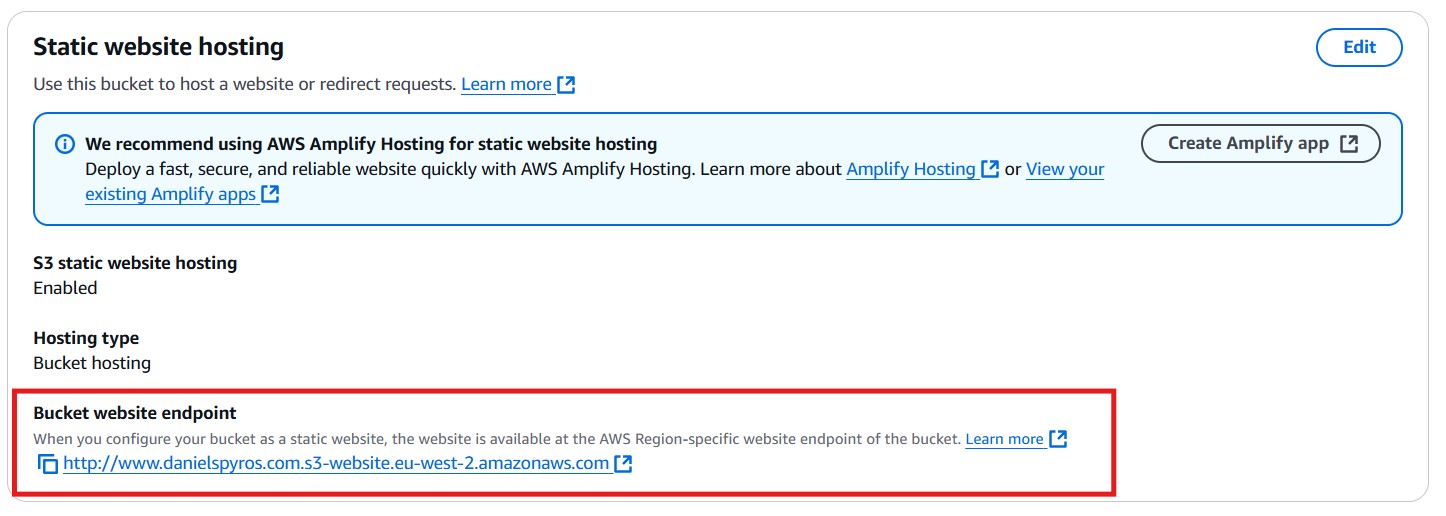 Static website hosting
Edit
Use this bucket to host a website or redirect requests. Learn more
We recommend using AWS Amplify Hosting for static website hosting
Create Amplify app
Deploy a fast, secure, and reliable website quickly with AWS Amplify Hosting. Learn more about Amplify Hosting or View your
existing Amplify apps
S3 static website hosting
Enabled
Hosting type
Bucket hosting
Bucket website endpoint
When you configure your bucket as a static website, the website is available at the AWS Region-specific website endpoint of the bucket. Learn more
http://www.danielspyros.com.s3-website.eu-west-2.amazonaws.com